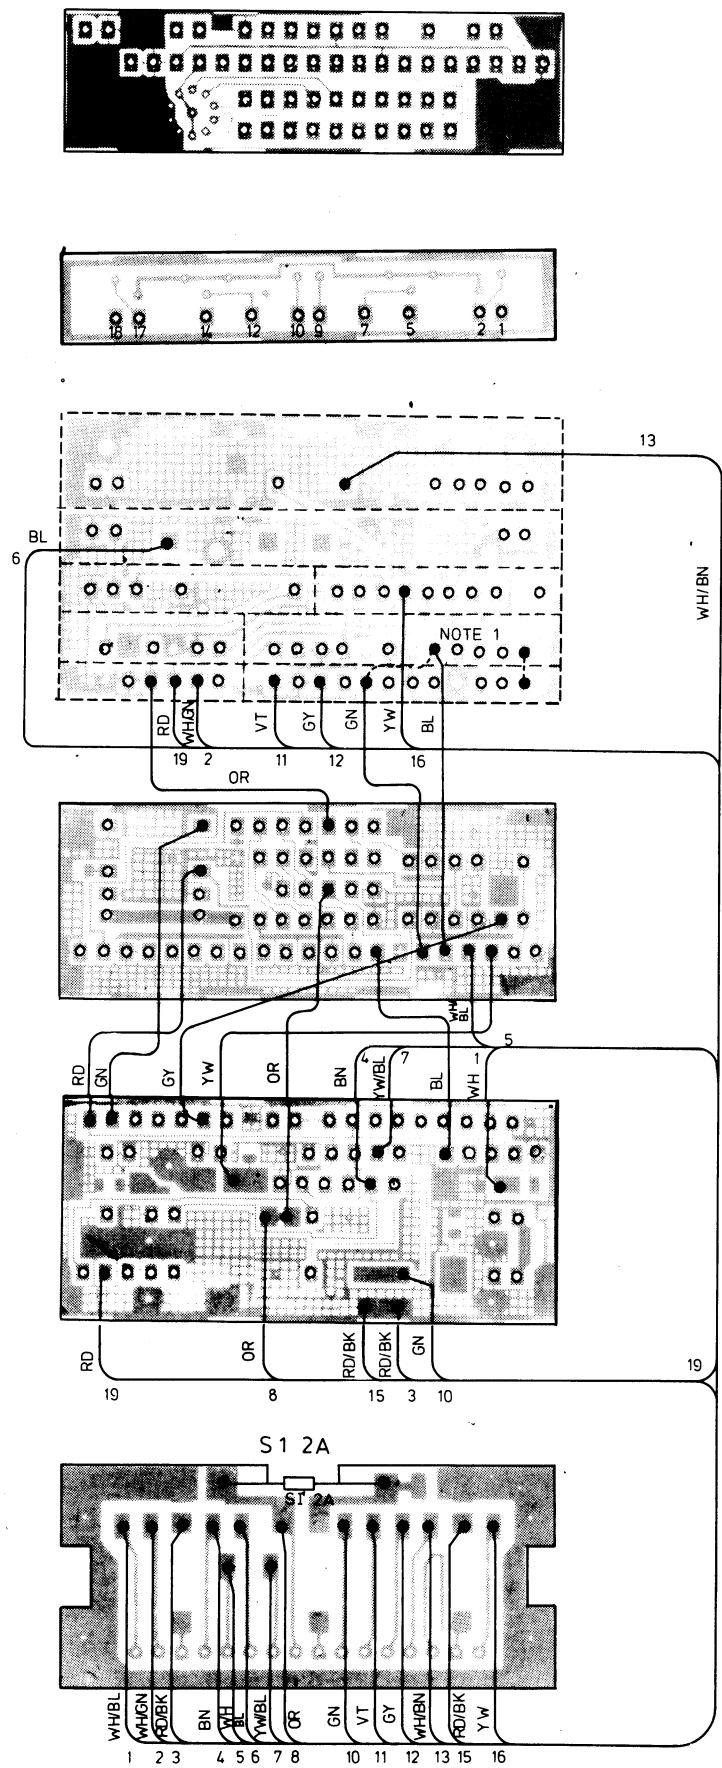 18 17 14 12 10 9 7 5 2 1
13
BL
6
WH/BN
NOTE 1
RD WH/GN VT GY GN YW BL
19 2 11 12 16
OR
WH/BL
5
RD GN GY YW OR BN 4 YW/BL 7 BL WH 1
RD OR RD/BK RD/BK GN
19 8 15 3 10 19
S1 2A
S1 2A
WH/BL WH/GN RD/BK BN WH BL YW/BL OR GN VT GY WH/BN RD/BK YW
1 2 3 4 5 6 7 8 10 11 12 13 15 16